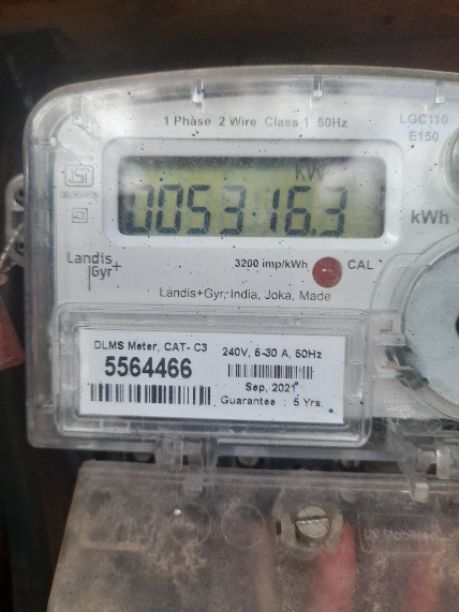 1 Phase 2 Wire Class 1 50Hz
LGC110
E150
KW
005316.3
kWh
Landis
Gyr+
3200 imp/kWh
CAL
Landis+Gyr, India, Joka, Made
DLMS Meter, CAT- C3
240V, 5-30 A, 50Hz
5564466
Sep, 2021
Guarantee : 5 Yrs.
UV Stabilised